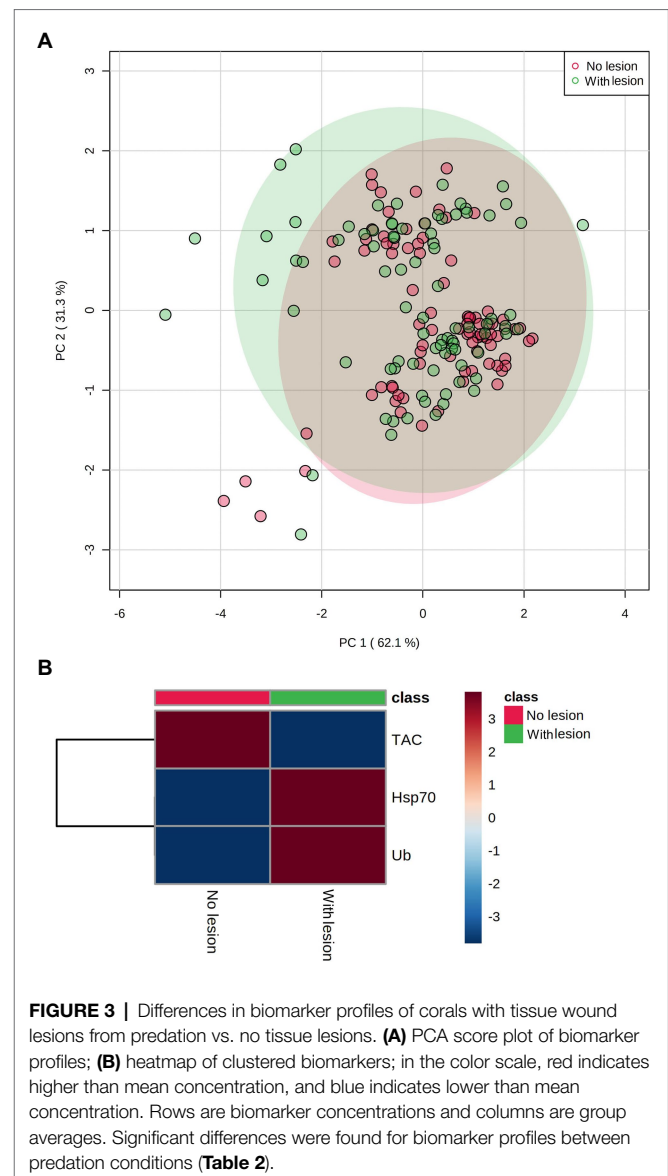 A
No lesion
With lesion
3
2
1
0
-1
-2
-3
PC 2 ( 31.3 %)
-6
-4
-2
0
2
4
PC 1 ( 62.1 %)
B
class
TAC
Hsp70
Ub
No lesion
With lesion
3
2
1
0
-1
-2
-3
class
No lesion
With lesion
FIGURE 3 | Differences in biomarker profiles of corals with tissue wound
lesions from predation vs. no tissue lesions. (A) PCA score plot of biomarker
profiles; (B) heatmap of clustered biomarkers; in the color scale, red indicates
higher than mean concentration, and blue indicates lower than mean
concentration. Rows are biomarker concentrations and columns are group
averages. Significant differences were found for biomarker profiles between
predation conditions (Table 2).